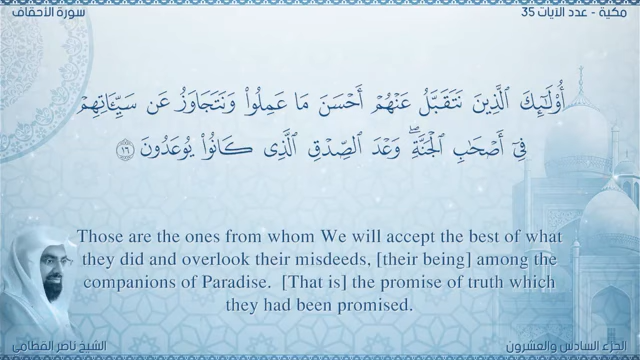 مكية - عدد الآيات 35
سورة الأحقاف
أُوْلَٰٓئِكَ ٱلَّذِينَ نَتَقَبَّلُ عَنْهُمْ أَحْسَنَ مَا عَمِلُوا۟ وَنَتَجَاوَزُ عَن سَيِّـَٔاتِهِمْ
فِىٓ أَصْحَٰبِ ٱلْجَنَّةِ ۖ وَعْدَ ٱلصِّدْقِ ٱلَّذِى كَانُوا۟ يُوعَدُونَ ١٦
Those are the ones from whom We will accept the best of what
they did and overlook their misdeeds, [their being] among the
companions of Paradise. [That is] the promise of truth which
they had been promised.
الجزء السادس والعشرون
الشيخ ناصر القطامي